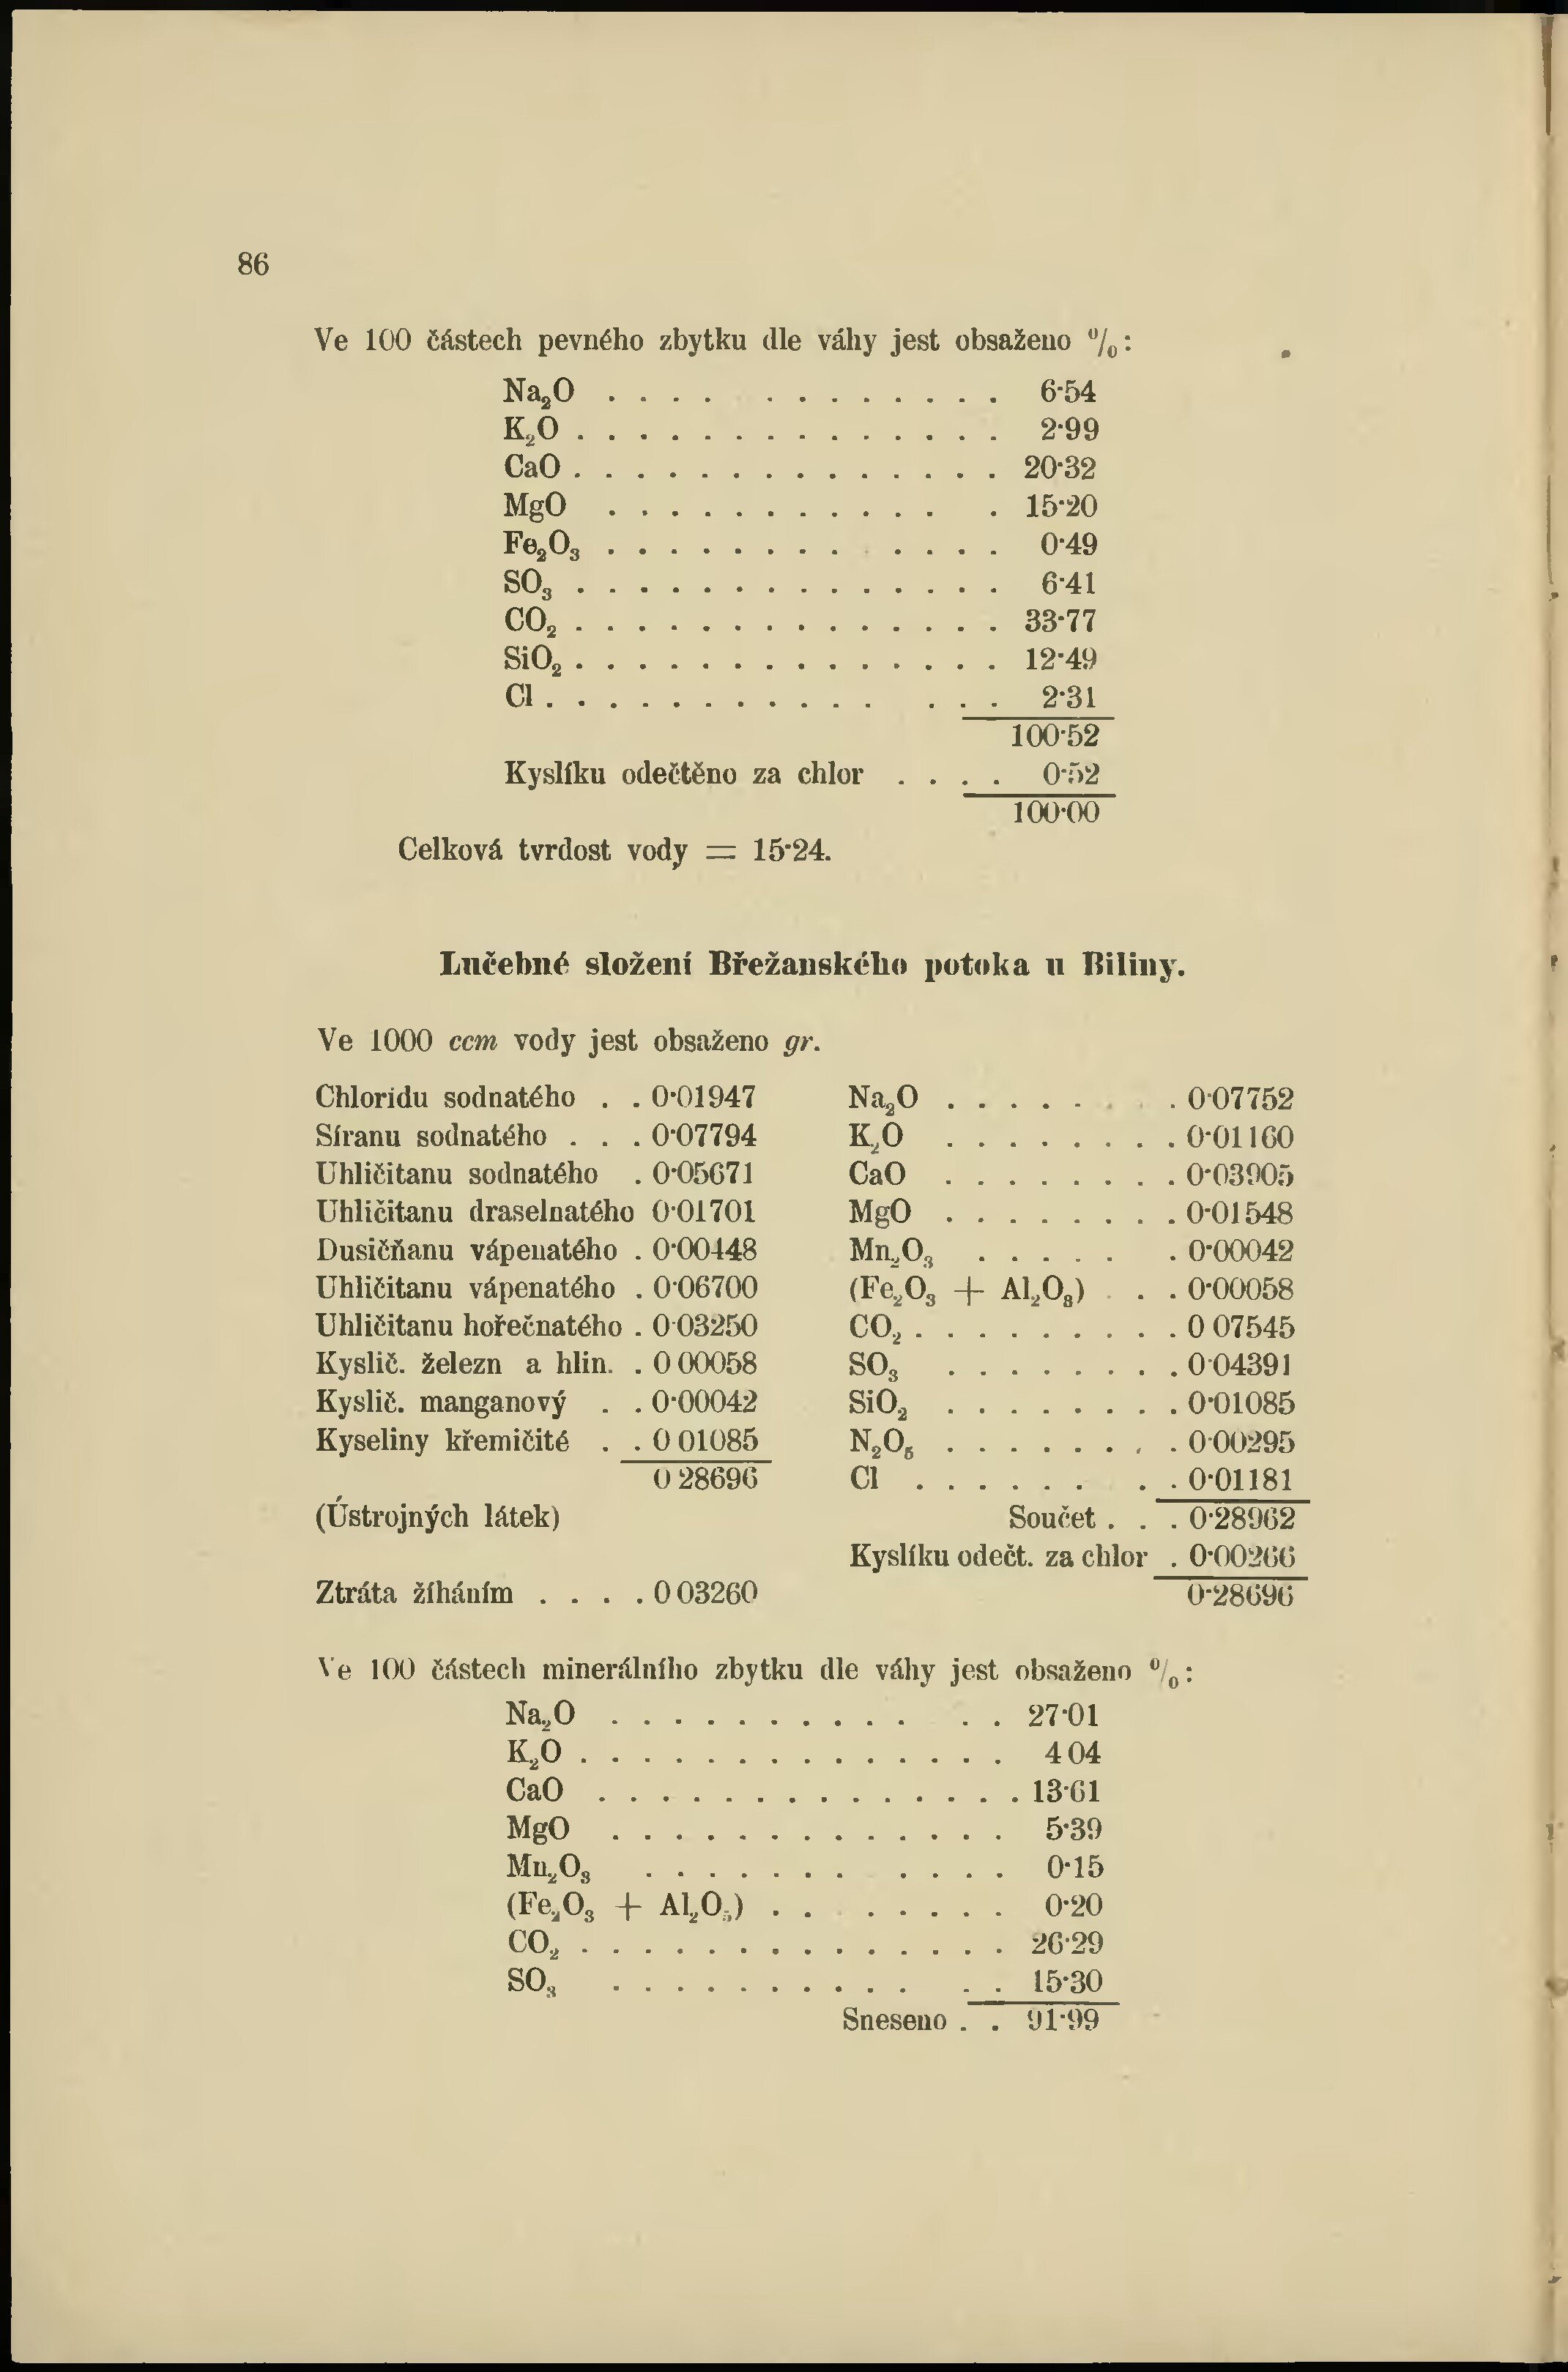 86
Ve 100 částech pevného zbytku dle váhy jest obsaženo %:
Na₂O . . . . . . . . . . . . 6·54
K₂O . . . . . . . . . . . . . . 2·99
CaO . . . . . . . . . . . . . . 20·32
MgO . . . . . . . . . . . . 15·20
Fe₂O₃ . . . . . . . . . . . . 0·49
SO₃ . . . . . . . . . . . . . . 6·41
CO₂ . . . . . . . . . . . . . . 33·77
SiO₂ . . . . . . . . . . . . . . 12·49
Cl . . . . . . . . . . . . . . 2·31
100·52
Kyslíku odečtěno za chlor . . . . 0·52
100·00
Celková tvrdost vody = 15·24.
Lučebné složení Břežanského potoka u Biliny.
Ve 1000 ccm vody jest obsaženo gr.
Chloridu sodnatého . . 0·01947
Síranu sodnatého . . . 0·07794
Uhličitanu sodnatého . 0·05671
Uhličitanu draselnatého 0·01701
Dusičňanu vápenatého . 0·00448
Uhličitanu vápenatého . 0·06700
Uhličitanu hořečnatého . 0·03250
Kyslič. železn a hlin. . 0 00058
Kyslič. manganový . . 0·00042
Kyseliny křemičité . . 0 01085
0 28696
(Ústrojných látek)
Ztráta žíháním . . . . 0 03260
Na₂O . . . . . . . . 0·07752
K₂O . . . . . . . . 0·01160
CaO . . . . . . . . 0·03905
MgO . . . . . . . . 0·01548
Mn₂O₃ . . . . . . 0·00042
(Fe₂O₃ + Al₂O₃) . . 0·00058
CO₂ . . . . . . . . . 0 07545
SO₃ . . . . . . . . 0·04391
SiO₂ . . . . . . . . 0·01085
N₂O₅ . . . . . . . . 0·00295
Cl . . . . . . . . 0·01181
Součet . . . 0·28962
Kyslíku odečt. za chlor . 0·00266
0·28696
Ve 100 částech minerálního zbytku dle váhy jest obsaženo %:
Na₂O . . . . . . . . . . . . 27·01
K₂O . . . . . . . . . . . . . . 4 04
CaO . . . . . . . . . . . . . . 13·61
MgO . . . . . . . . . . . . . 5·39
Mn₂O₃ . . . . . . . . . . . 0·15
(Fe₂O₃ + Al₂O₃) . . . . . . . 0·20
CO₂ . . . . . . . . . . . . . . 26·29
SO₃ . . . . . . . . . . . . 15·30
Sneseno . . 91·99